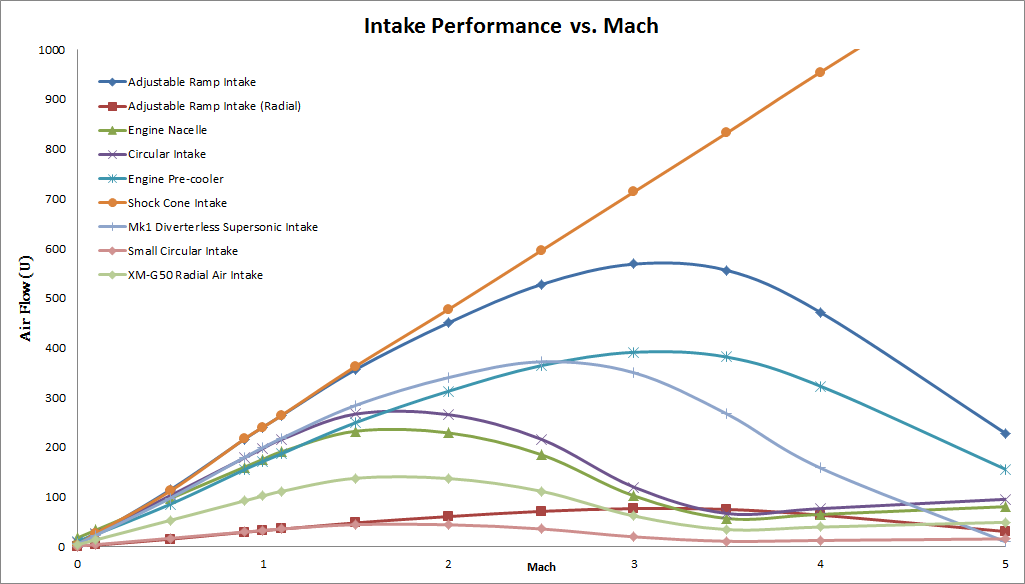 Intake Performance vs. Mach
1000
900
800
700
600
500
400
300
200
100
0
Air Flow (U)
Adjustable Ramp Intake
Adjustable Ramp Intake (Radial)
Engine Nacelle
Circular Intake
Engine Pre-cooler
Shock Cone Intake
Mk1 Diverterless Supersonic Intake
Small Circular Intake
XM-G50 Radial Air Intake
0 1 2 3 4 5
Mach